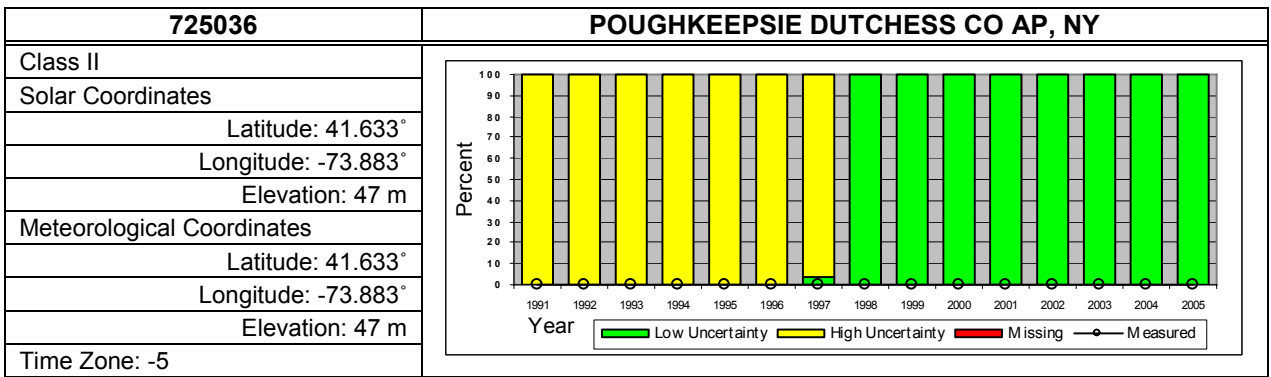 725036
POUGHKEEPSIE DUTCHESS CO AP, NY
Class II
Solar Coordinates
Latitude: 41.633˚
Longitude: -73.883˚
Elevation: 47 m
Meteorological Coordinates
Latitude: 41.633˚
Longitude: -73.883˚
Elevation: 47 m
Time Zone: -5
Percent
100
90
80
70
60
50
40
30
20
10
0
1991 1992 1993 1994 1995 1996 1997 1998 1999 2000 2001 2002 2003 2004 2005
Year
Low Uncertainty High Uncertainty Missing Measured